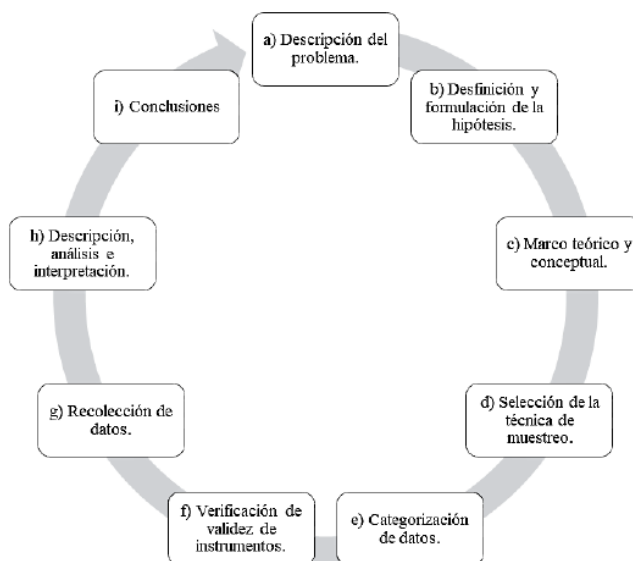 a) Descripción del
problema.
b) Desfinición y
formulación de la
hipótesis.
c) Marco teórico y
conceptual.
d) Selección de la
técnica de
muestreo.
e) Categorización
de datos.
f) Verificación de
validez de
instrumentos.
g) Recolección de
datos.
h) Descripción,
análisis e
interpretación.
i) Conclusiones